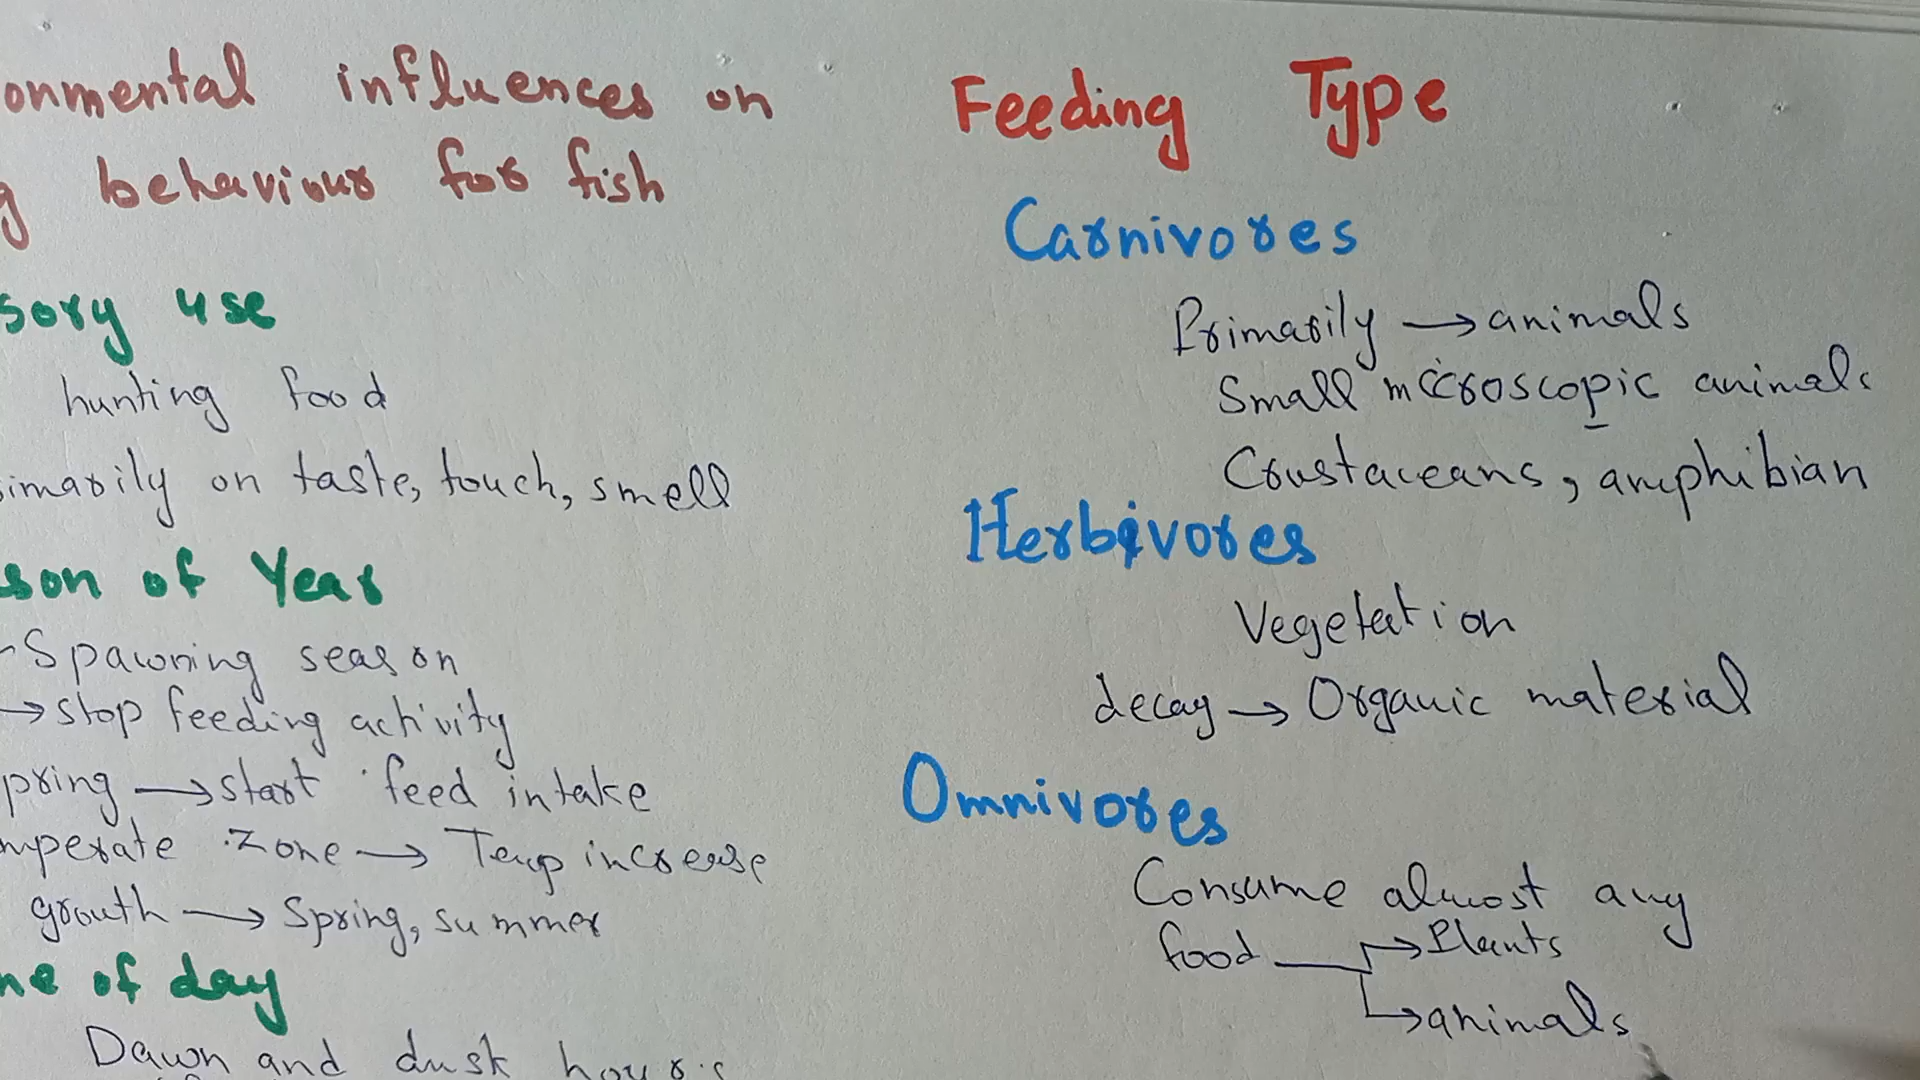 onmental influences on
g behaviour for fish
sory use
hunting food
imarily on taste, touch, smell
son of Year
Spawning season
→ stop feeding activity
pring → start feed intake
mperate zone → Temp increase
growth → Spring, summer
me of day
Dawn and dusk hours
Feeding Type
Carnivores
Primarily → animals
Small microscopic animals
Crustaceans, amphibian
Herbivores
Vegetation
decay → Organic material
Omnivores
Consume almost any
food → Plants
→ animals